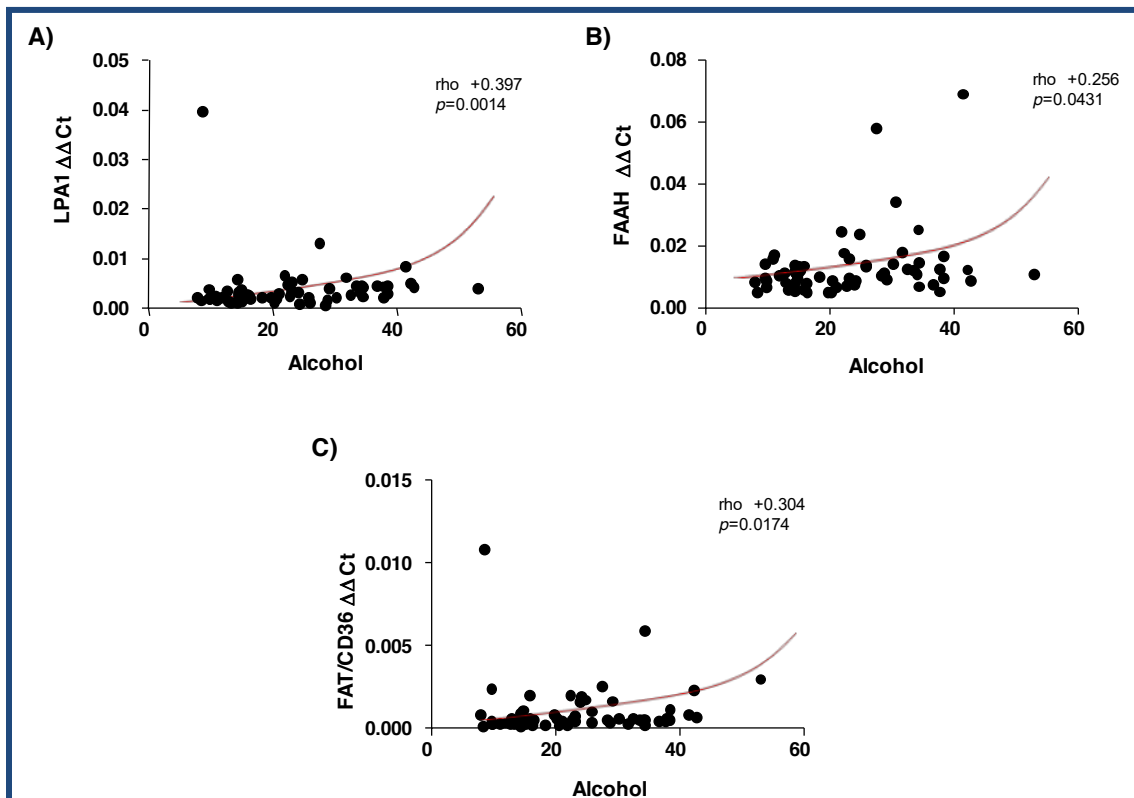 A)
0.05
0.04
0.03
0.02
0.01
0.00
LPA1 ΔΔCt
rho +0.397
p=0.0014
0 20 40 60
Alcohol
B)
0.08
0.06
0.04
0.02
0.00
FAAH ΔΔCt
rho +0.256
p=0.0431
0 20 40 60
Alcohol
C)
0.015
0.010
0.005
0.000
FAT/CD36 ΔΔCt
rho +0.304
p=0.0174
0 20 40 60
Alcohol